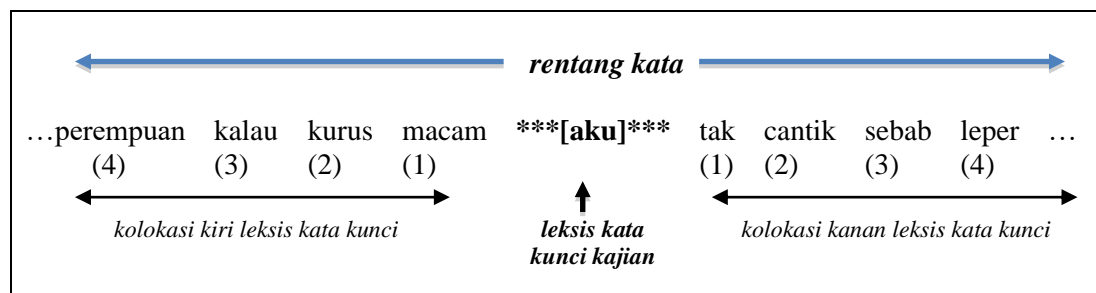 rentang kata
…perempuan kalau kurus macam ***[aku]*** tak cantik sebab leper …
(4) (3) (2) (1) (1) (2) (3) (4)
kolokasi kiri leksis kata kunci
leksis kata
kunci kajian
kolokasi kanan leksis kata kunci